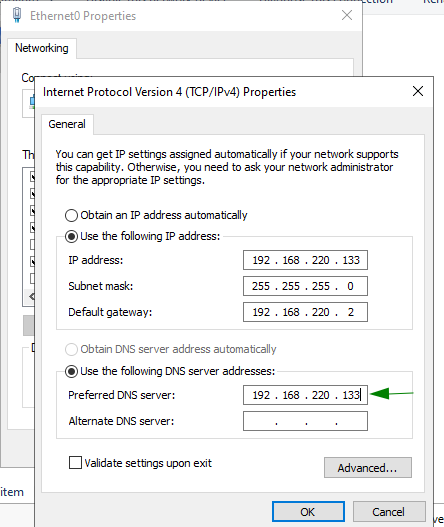 Ethernet0 Properties
Networking
Internet Protocol Version 4 (TCP/IPv4) Properties
General
You can get IP settings assigned automatically if your network supports
this capability. Otherwise, you need to ask your network administrator
for the appropriate IP settings.
Obtain an IP address automatically
Use the following IP address:
IP address: 192 . 168 . 220 . 133
Subnet mask: 255 . 255 . 255 . 0
Default gateway: 192 . 168 . 220 . 2
Obtain DNS server address automatically
Use the following DNS server addresses:
Preferred DNS server: 192 . 168 . 220 . 133
Alternate DNS server: . . .
Validate settings upon exit
Advanced...
item
OK Cancel